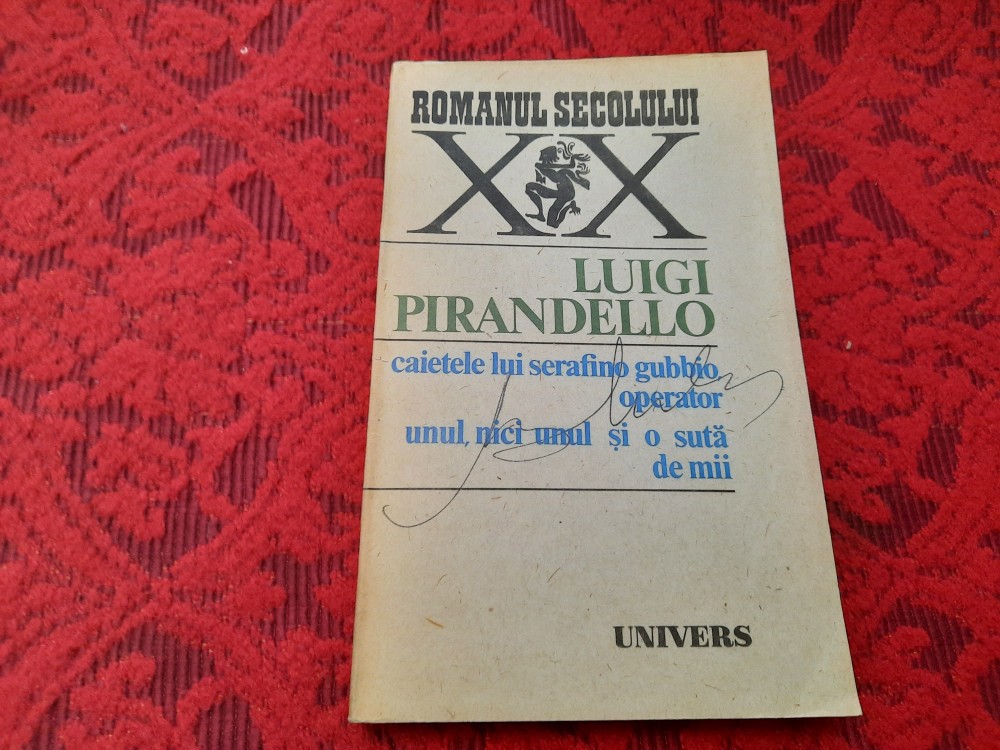 ROMANUL SECOLULUI
XX
LUIGI
PIRANDELLO
caietele lui serafino gubbio,
operator
unul, nici unul și o sută
de mii
UNIVERS